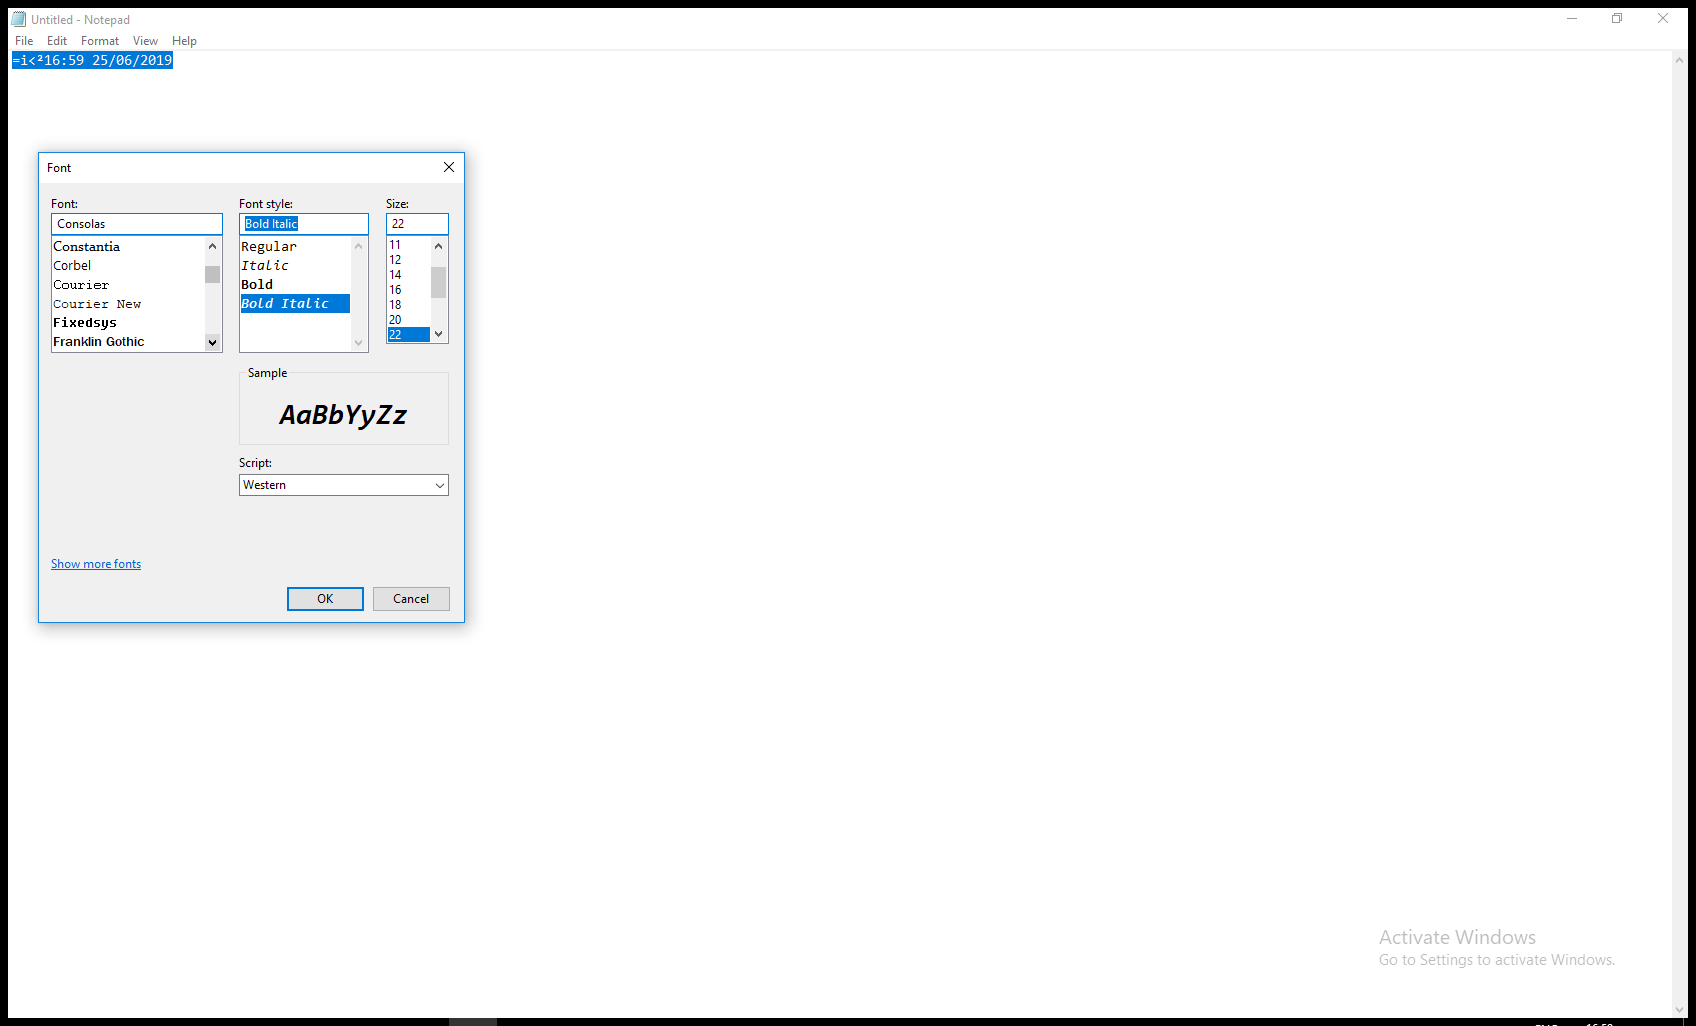 Untitled - Notepad
File Edit Format View Help
=i<²16:59 25/06/2019
Font
Font: Font style: Size:
Consolas Bold Italic 22
Constantia
Corbel
Courier
Courier New
Fixedsys
Franklin Gothic
Regular
Italic
Bold
Bold Italic
11
12
14
16
18
20
22
Sample
AaBbYyZz
Script:
Western
Show more fonts
OK Cancel
Activate Windows
Go to Settings to activate Windows.